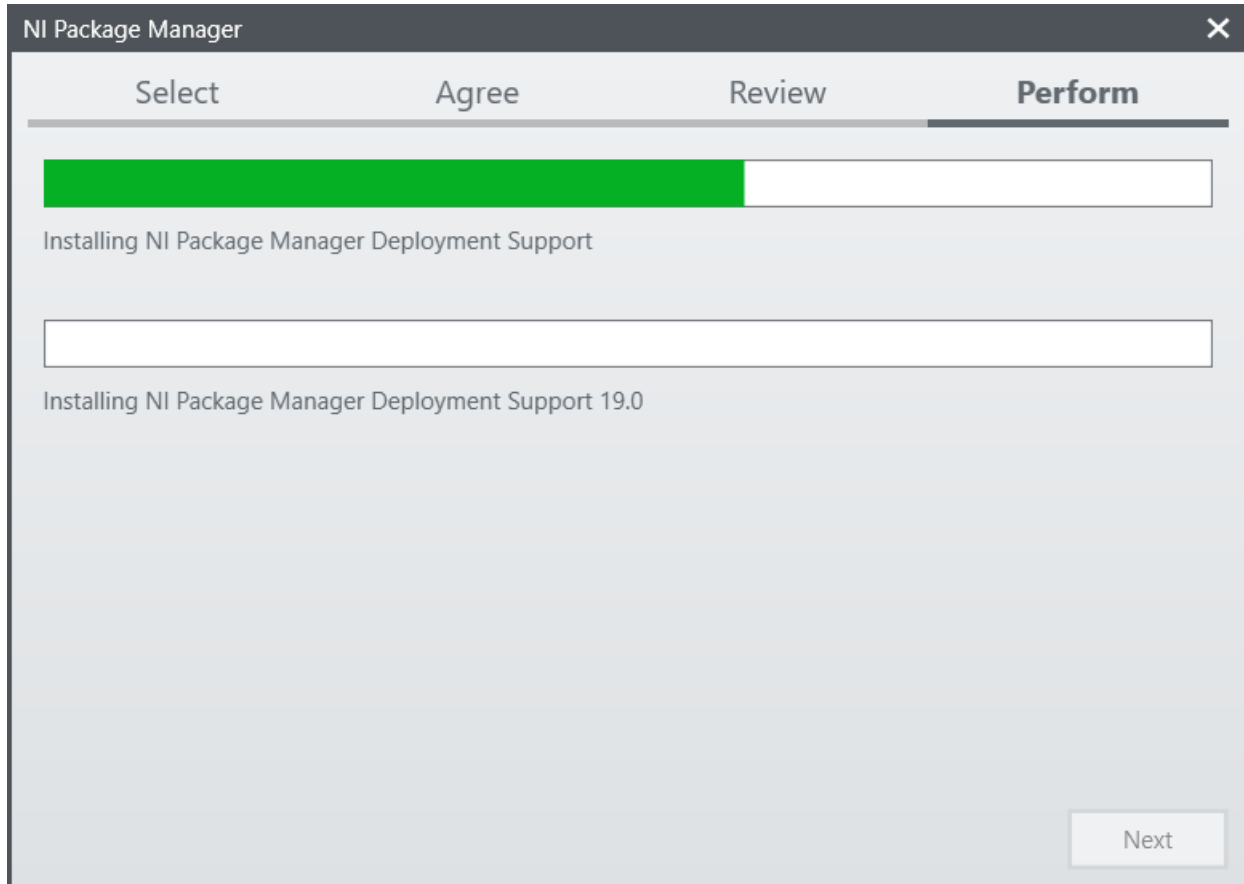 NI Package Manager
Select Agree Review Perform
Installing NI Package Manager Deployment Support
Installing NI Package Manager Deployment Support 19.0
Next